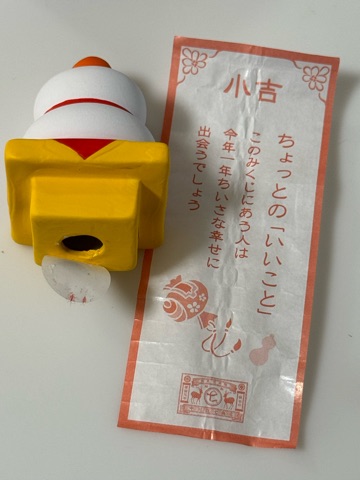 小吉
ちょっとの「いいこと」
このみくじにあう人は
今年一年ちいさな幸せに
出会うでしょう